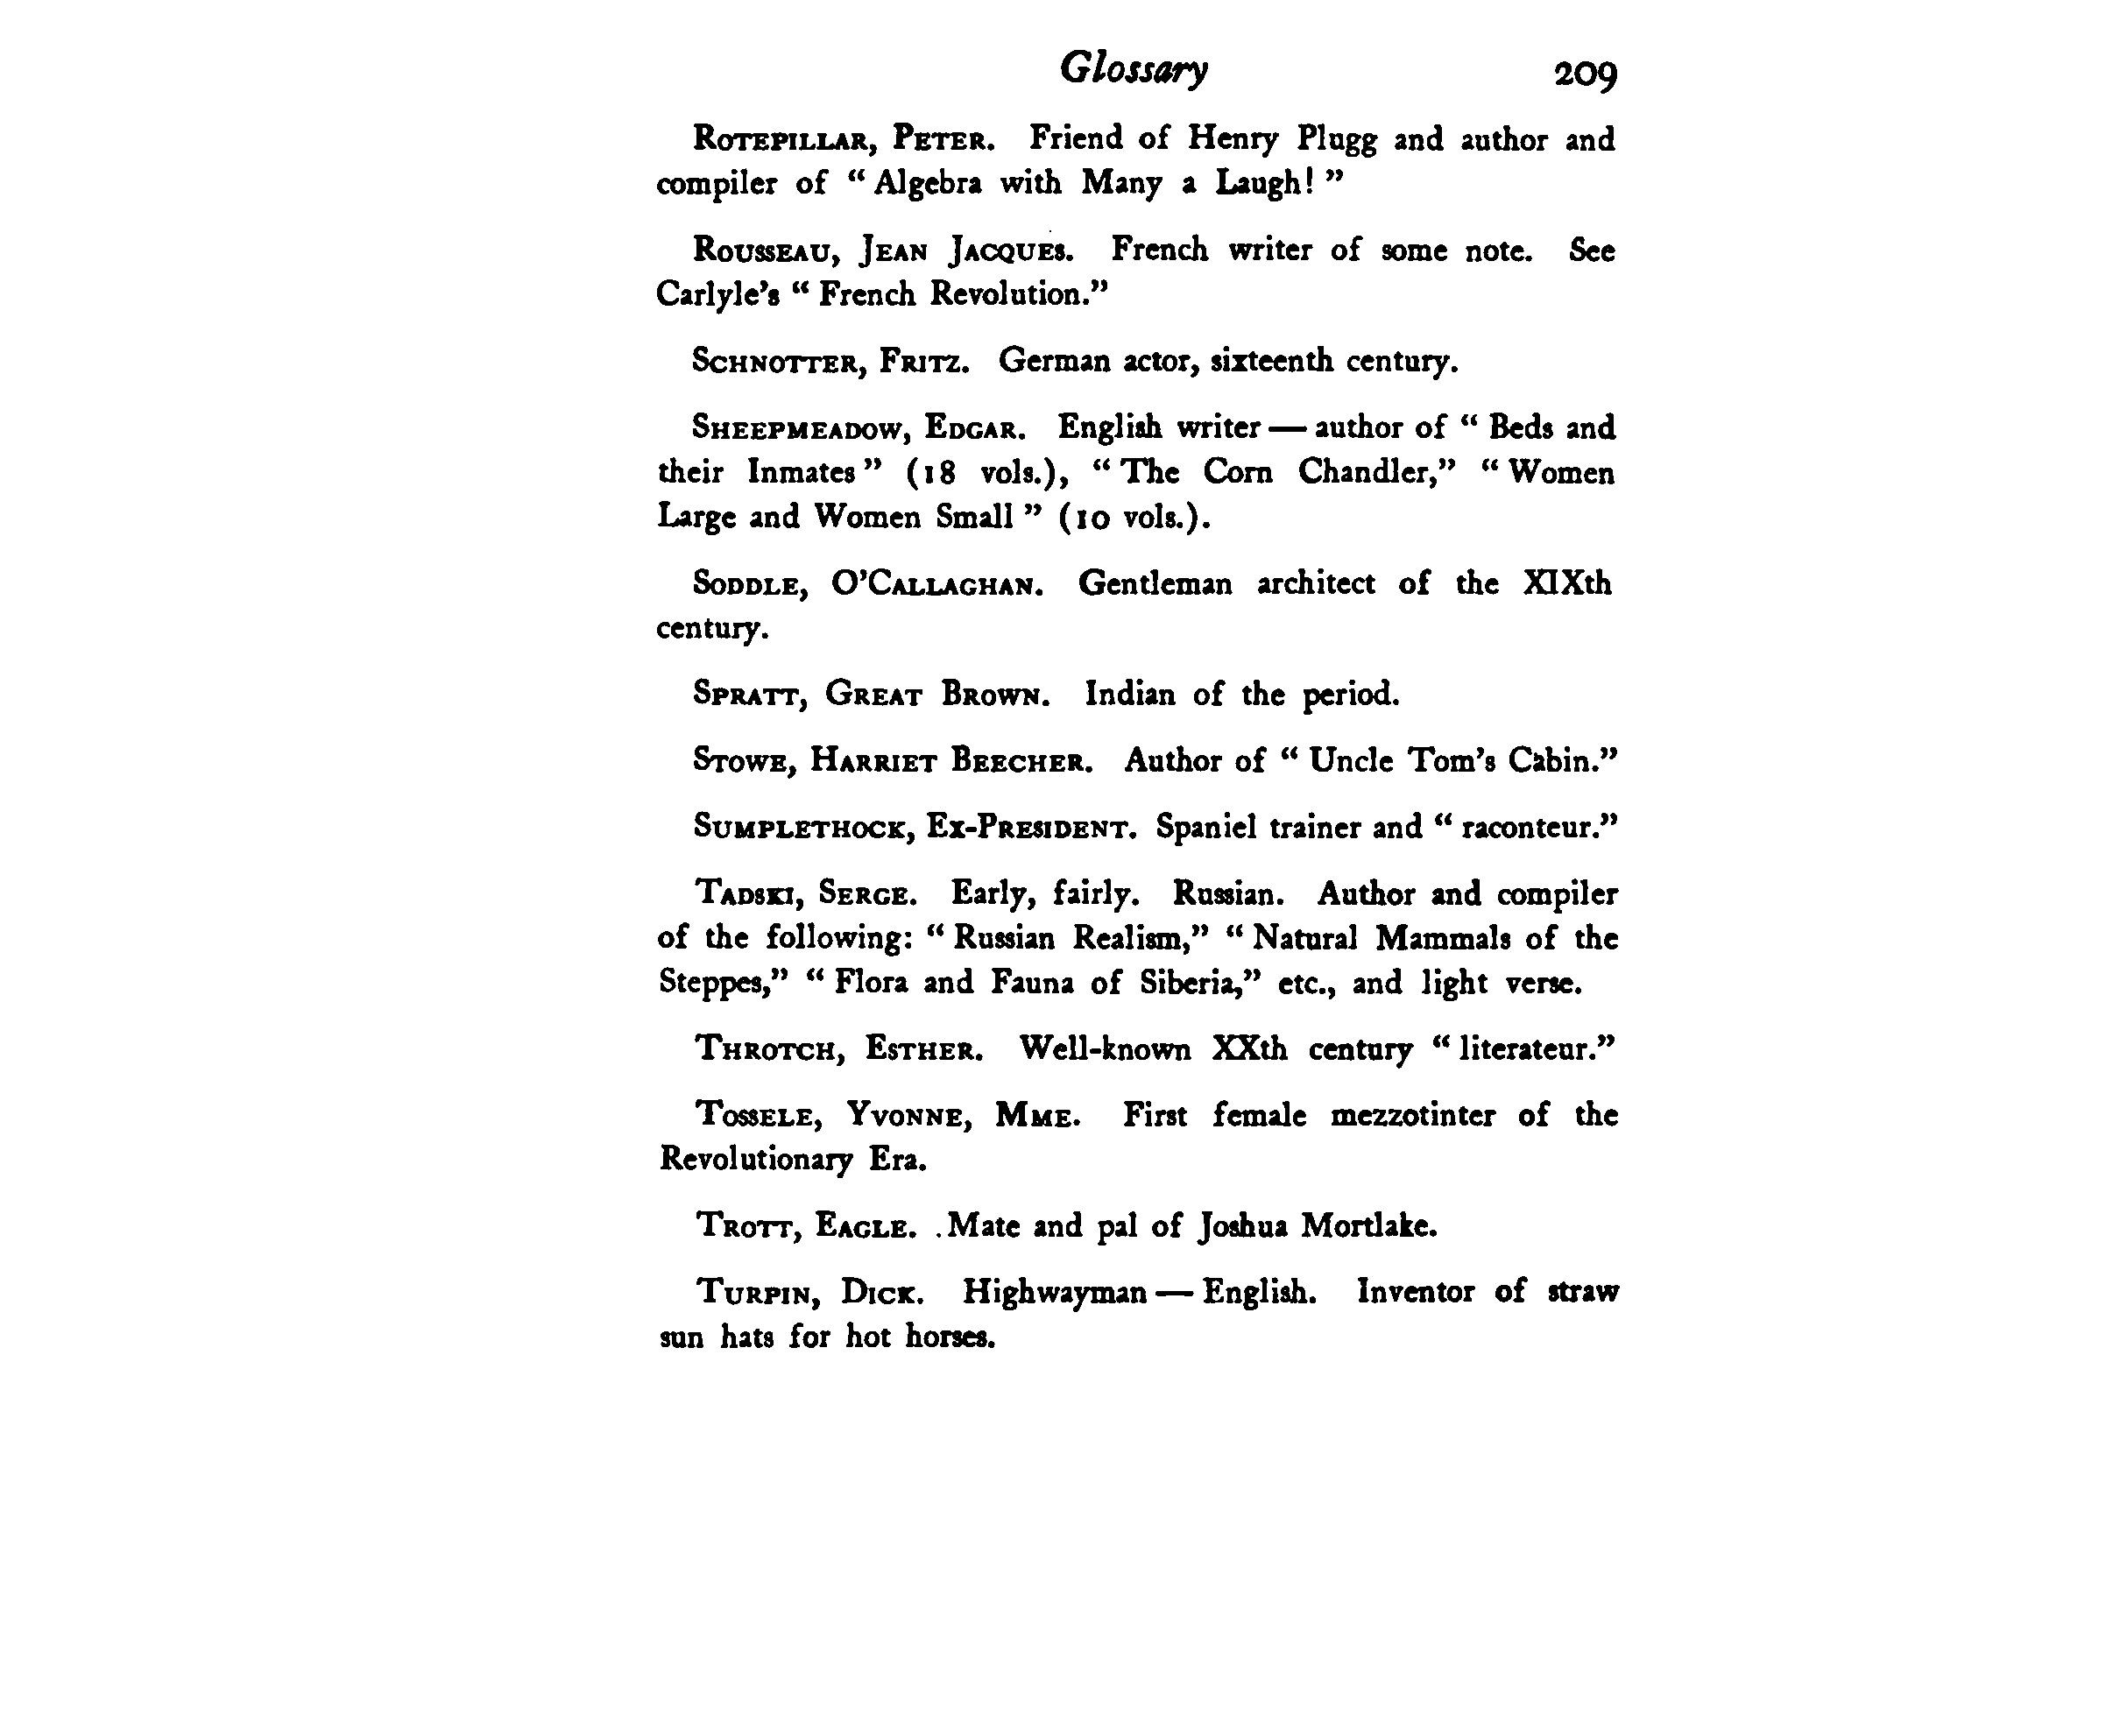 Glossary 209
ROTEPILLAR, PETER. Friend of Henry Plugg and author and
compiler of “ Algebra with Many a Laugh! ”
ROUSSEAU, JEAN JACQUES. French writer of some note. See
Carlyle’s “ French Revolution.”
SCHNOTTER, FRITZ. German actor, sixteenth century.
SHEEPMEADOW, EDGAR. English writer — author of “ Beds and
their Inmates ” (18 vols.), “ The Corn Chandler,” “ Women
Large and Women Small ” (10 vols.).
SODDLE, O’CALLAGHAN. Gentleman architect of the XIXth
century.
SPRATT, GREAT BROWN. Indian of the period.
STOWE, HARRIET BEECHER. Author of “ Uncle Tom’s Cabin.”
SUMPLETHOCK, EX-PRESIDENT. Spaniel trainer and “ raconteur.”
TADSKI, SERGE. Early, fairly. Russian. Author and compiler
of the following: “ Russian Realism,” “ Natural Mammals of the
Steppes,” “ Flora and Fauna of Siberia,” etc., and light verse.
THROTCH, ESTHER. Well-known XXth century “ literateur.”
TOSSELE, YVONNE, MME. First female mezzotinter of the
Revolutionary Era.
TROTT, EAGLE. . Mate and pal of Joshua Mortlake.
TURPIN, DICK. Highwayman — English. Inventor of straw
sun hats for hot horses.